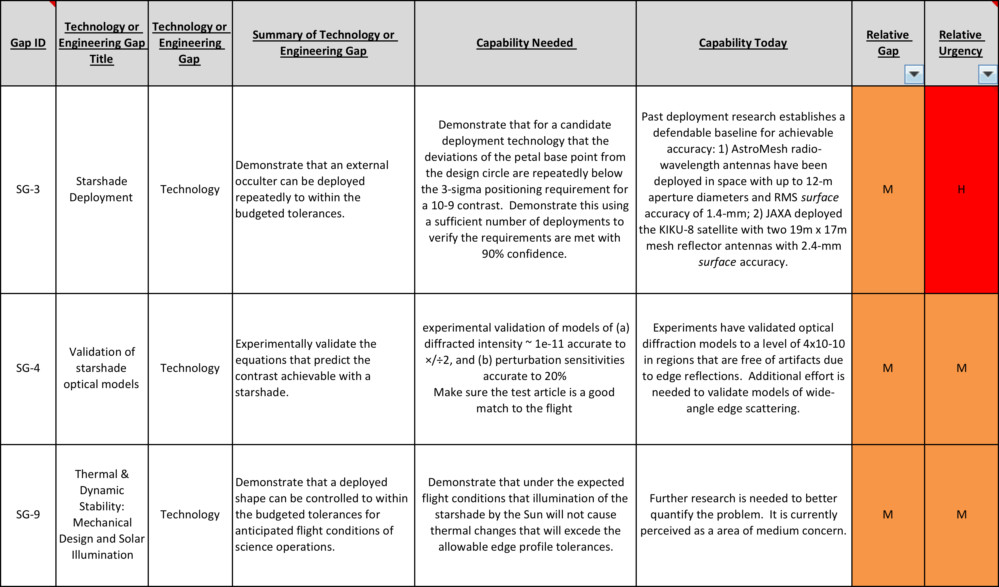 Gap ID
Technology or
Engineering Gap
Title
Technology or
Engineering
Gap
Summary of Technology or
Engineering Gap
Capability Needed
Capability Today
Relative
Gap
Relative
Urgency
SG-3
Starshade
Deployment
Technology
Demonstrate that an external
occulter can be deployed
repeatedly to within the
budgeted tolerances.
Demonstrate that for a candidate
deployment technology that the
deviations of the petal base point from
the design circle are repeatedly below
the 3-sigma positioning requirement for
a 10-9 contrast.  Demonstrate this using
a sufficient number of deployments to
verify the requirements are met with
90% confidence.
Past deployment research establishes a
defendable baseline for achievable
accuracy: 1) AstroMesh radio-
wavelength antennas have been
deployed in space with up to 12-m
aperture diameters and RMS surface
accuracy of 1.4-mm; 2) JAXA deployed
the KIKU-8 satellite with two 19m x 17m
mesh reflector antennas with 2.4-mm
surface accuracy.
M
H
SG-4
Validation of
starshade
optical models
Technology
Experimentally validate the
equations that predict the
contrast achievable with a
starshade.
experimental validation of models of (a)
diffracted intensity ~ 1e-11 accurate to
×/÷2, and (b) perturbation sensitivities
accurate to 20%
Make sure the test article is a good
match to the flight
Experiments have validated optical
diffraction models to a level of 4x10-10
in regions that are free of artifacts due
to edge reflections.  Additional effort is
needed to validate models of wide-
angle edge scattering.
M
M
SG-9
Thermal &
Dynamic
Stability:
Mechanical
Design and Solar
Illumination
Technology
Demonstrate that a deployed
shape can be controlled to within
the budgeted tolerances for
anticipated flight conditions of
science operations.
Demonstrate that under the expected
flight conditions that illumination of the
starshade by the Sun will not cause
thermal changes that will excede the
allowable edge profile tolerances.
Further research is needed to better
quantify the problem.  It is currently
perceived as a area of medium concern.
M
M